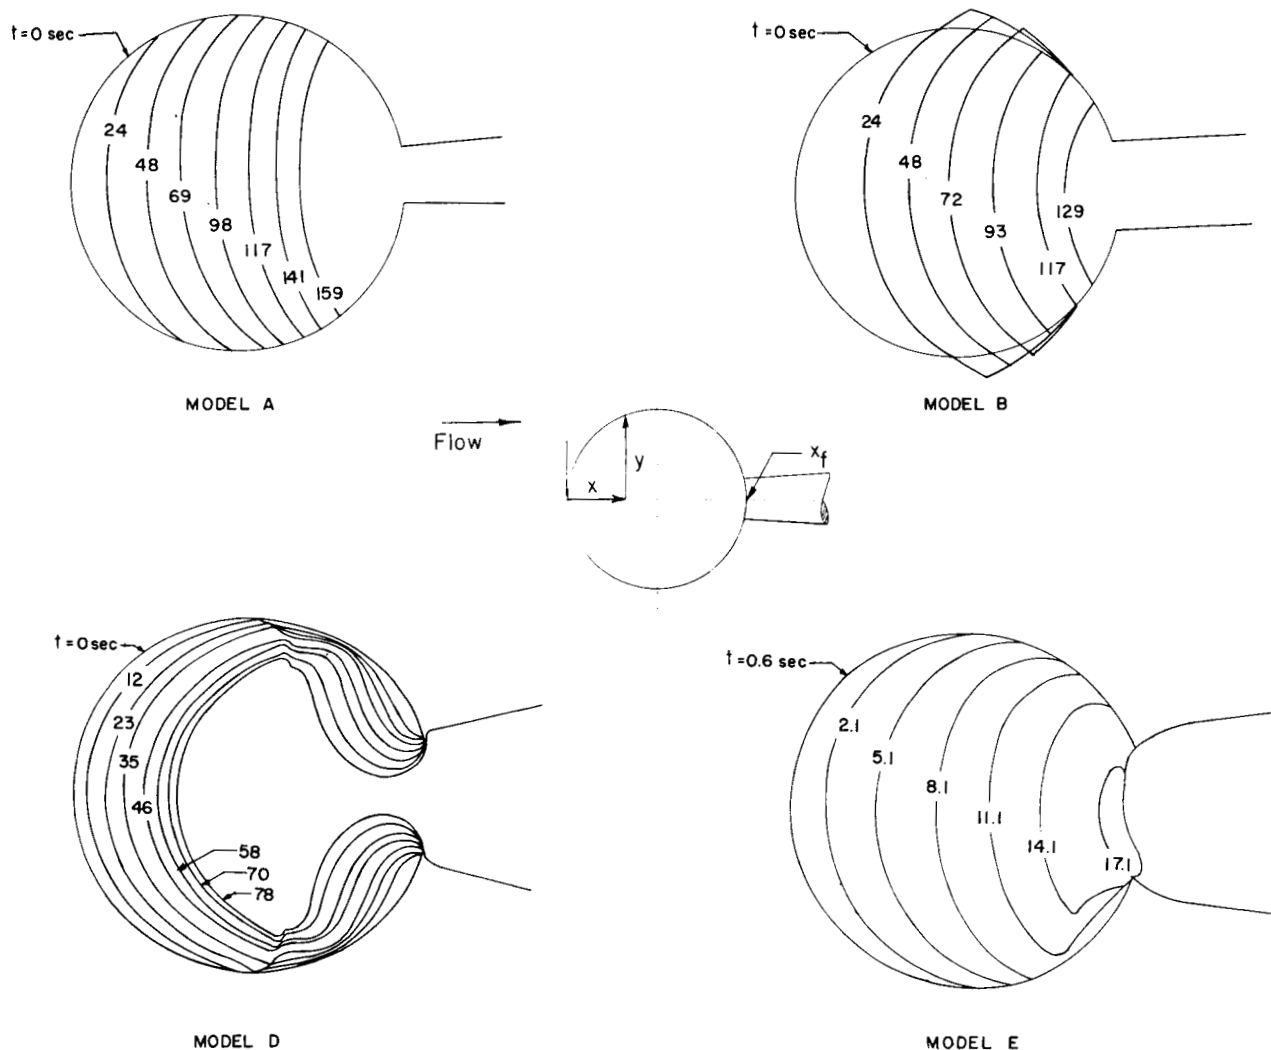 t = 0 sec
24
48
69
98
117
141
159
MODEL A
t = 0 sec
24
48
72
93
129
117
MODEL B
Flow
x
y
xf
t = 0 sec
12
23
35
46
58
70
78
MODEL D
t = 0.6 sec
2.1
5.1
8.1
11.1
14.1
17.1
MODEL E